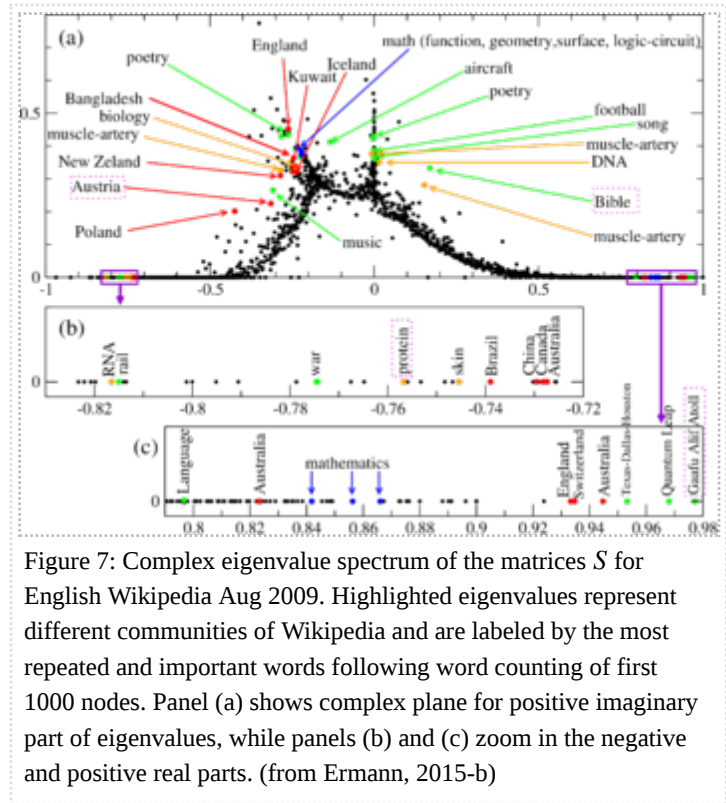 (a)
England
math (function, geometry,surface, logic-circuit)
poetry
Kuwait
Iceland
aircraft
Bangladesh
poetry
biology
football
muscle-artery
song
muscle-artery
New Zeland
DNA
Austria
Bible
Poland
music
muscle-artery
0.5
0
-1
-0.5
0
0.5
1
(b)
RNA
rail
war
protein
skin
Brazil
China
Canada
Australia
0
-0.82
-0.8
-0.78
-0.76
-0.74
-0.72
(c)
Language
Australia
mathematics
England
Switzerland
Australia
Texas-Dallas-Houston
Quantum Leap
Gaafu Alif Atoll
0
0.8
0.82
0.84
0.86
0.88
0.9
0.92
0.94
0.96
0.98
Figure 7: Complex eigenvalue spectrum of the matrices S for
English Wikipedia Aug 2009. Highlighted eigenvalues represent
different communities of Wikipedia and are labeled by the most
repeated and important words following word counting of first
1000 nodes. Panel (a) shows complex plane for positive imaginary
part of eigenvalues, while panels (b) and (c) zoom in the negative
and positive real parts. (from Ermann, 2015-b)